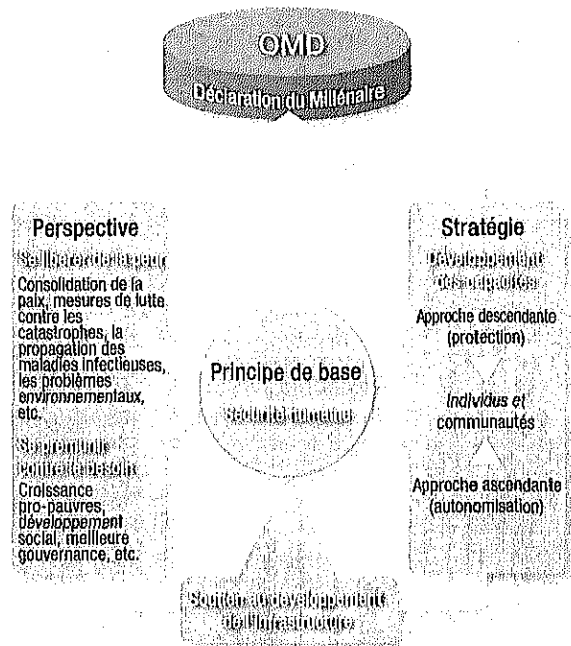 OMD
Déclaration du Millénaire
Perspective
Se libérer de la peur
Consolidation de la
paix, mesures de lutte
contre les
catastrophes, la
propagation des
maladies infectieuses,
les problèmes
environnementaux,
etc.
Se prémunir
contre le besoin
Croissance
pro-pauvres,
développement
social, meilleure
gouvernance, etc.
Principe de base
Sécurité humaine
Stratégie
Développement
des capacités
Approche descendante
(protection)
Individus et
communautés
Approche ascendante
(autonomisation)
Soutien au développement
de l'infrastructure